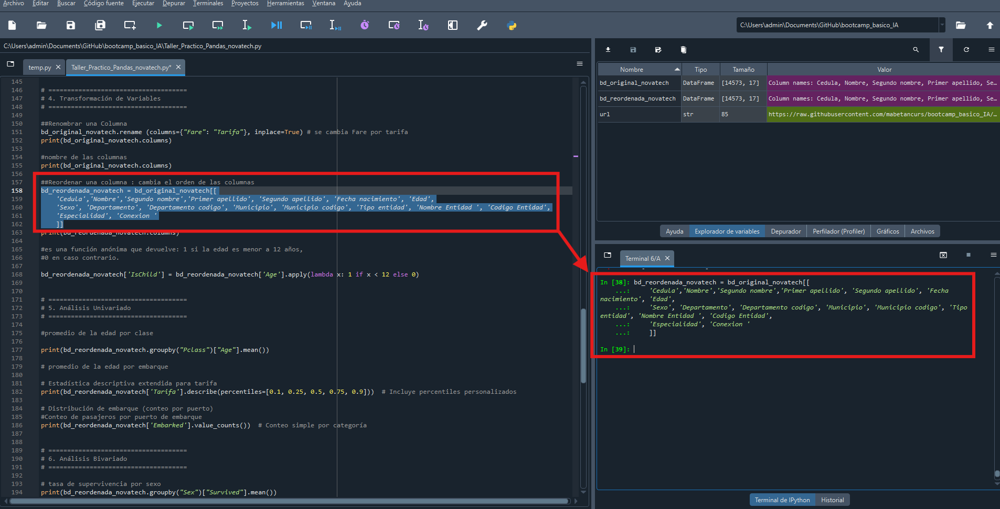 Archivo Editar Buscar Código fuente Ejecutar Depurar Terminales Proyectos Herramientas Ventana Ayuda
C:\Users\admin\Documents\GitHub\bootcamp_basico_IA
C:\Users\admin\Documents\GitHub\bootcamp_basico_IA\Taller_Practico_Pandas_novatech.py
temp.py
Taller_Practico_Pandas_novatech.py*
145
146 # =====================================
147 # 4. Transformación de Variables
148 # =====================================
149
150 ##Renombrar una Columna
151 bd_original_novatech.rename (columns={"Fare": "Tarifa"}, inplace=True) # se cambia Fare por tarifa
152 print(bd_original_novatech.columns)
153
154 #nombre de las columnas
155 print(bd_original_novatech.columns)
156
157 ##Reordenar una columna : cambia el orden de las columnas
158 bd_reordenada_novatech = bd_original_novatech[[
159 'Cedula','Nombre','Segundo nombre','Primer apellido', 'Segundo apellido', 'Fecha nacimiento', 'Edad',
160 'Sexo', 'Departamento', 'Departamento codigo', 'Municipio', 'Municipio codigo', 'Tipo entidad', 'Nombre Entidad ', 'Codigo Entidad',
161 'Especialidad', 'Conexion '
162 ]]
163 print(bd_reordenada_novatech.columns)
164
165 #es una función anónima que devuelve: 1 si la edad es menor a 12 años,
166 #0 en caso contrario.
167
168 bd_reordenada_novatech['IsChild'] = bd_reordenada_novatech['Age'].apply(lambda x: 1 if x < 12 else 0)
169
170
171 # =====================================
172 # 5. Análisis Univariado
173 # =====================================
174
175 #promedio de la edad por clase
176
177 print(bd_reordenada_novatech.groupby("Pclass")["Age"].mean())
178
179 # promedio de la edad por embarque
180
181 # Estadística descriptiva extendida para tarifa
182 print(bd_reordenada_novatech['Tarifa'].describe(percentiles=[0.1, 0.25, 0.5, 0.75, 0.9])) # Incluye percentiles personalizados
183
184 # Distribución de embarque (conteo por puerto)
185 #Conteo de pasajeros por puerto de embarque
186 print(bd_reordenada_novatech['Embarked'].value_counts()) # Conteo simple por categoría
187
188
189 # =====================================
190 # 6. Análisis Bivariado
191 # =====================================
192
193 # tasa de supervivencia por sexo
194 print(bd_reordenada_novatech.groupby("Sex")["Survived"].mean())
Nombre Tipo Tamaño Valor
bd_original_novatech DataFrame [14573, 17] Column names: Cedula, Nombre, Segundo nombre, Primer apellido, Se…
bd_reordenada_novatech DataFrame [14573, 17] Column names: Cedula, Nombre, Segundo nombre, Primer apellido, Se…
url str 85 https://raw.githubusercontent.com/mabetancurs/bootcamp_basico_IA/…
Ayuda Explorador de variables Depurador Perfilador (Profiler) Gráficos Archivos
Terminal 6/A
In [38]: bd_reordenada_novatech = bd_original_novatech[[
...: 'Cedula','Nombre','Segundo nombre','Primer apellido', 'Segundo apellido', 'Fecha
nacimiento', 'Edad',
...: 'Sexo', 'Departamento', 'Departamento codigo', 'Municipio', 'Municipio codigo', 'Tipo
entidad', 'Nombre Entidad ', 'Codigo Entidad',
...: 'Especialidad', 'Conexion '
...: ]]
In [39]:
Terminal de IPython Historial